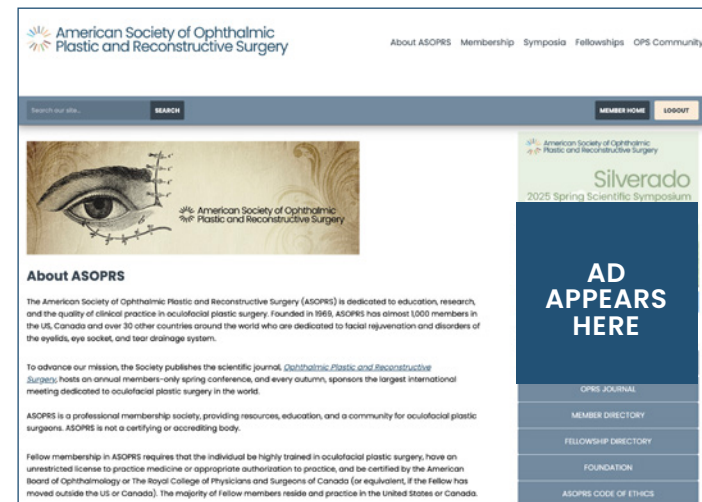 American Society of Ophthalmic
Plastic and Reconstructive Surgery
About ASOPRS Membership Symposia Fellowships OPS Community
Search our site...
SEARCH
MEMBER HOME
LOGOUT
American Society of Ophthalmic
Plastic and Reconstructive Surgery
American Society of Ophthalmic
Plastic and Reconstructive Surgery
Silverado
2025 Spring Scientific Symposium
AD
APPEARS
HERE
About ASOPRS
The American Society of Ophthalmic Plastic and Reconstructive Surgery (ASOPRS) is dedicated to education, research,
and the quality of clinical practice in oculofacial plastic surgery. Founded in 1969, ASOPRS has almost 1,000 members in
the US, Canada and over 30 other countries around the world who are dedicated to facial rejuvenation and disorders of
the eyelids, eye socket, and tear drainage system.
To advance our mission, the Society publishes the scientific journal, Ophthalmic Plastic and Reconstructive
Surgery, hosts an annual members-only spring conference, and every autumn, sponsors the largest international
meeting dedicated to oculofacial plastic surgery in the world.
ASOPRS is a professional membership society, providing resources, education, and a community for oculofacial plastic
surgeons. ASOPRS is not a certifying or accrediting body.
Fellow membership in ASOPRS requires that the individual be highly trained in oculofacial plastic surgery, have an
unrestricted license to practice medicine or appropriate authorization to practice, and be certified by the American
Board of Ophthalmology or The Royal College of Physicians and Surgeons of Canada (or equivalent, if the Fellow has
moved outside the US or Canada). The majority of Fellow members reside and practice in the United States or Canada.
OPRS JOURNAL
MEMBER DIRECTORY
FELLOWSHIP DIRECTORY
FOUNDATION
ASOPRS CODE OF ETHICS